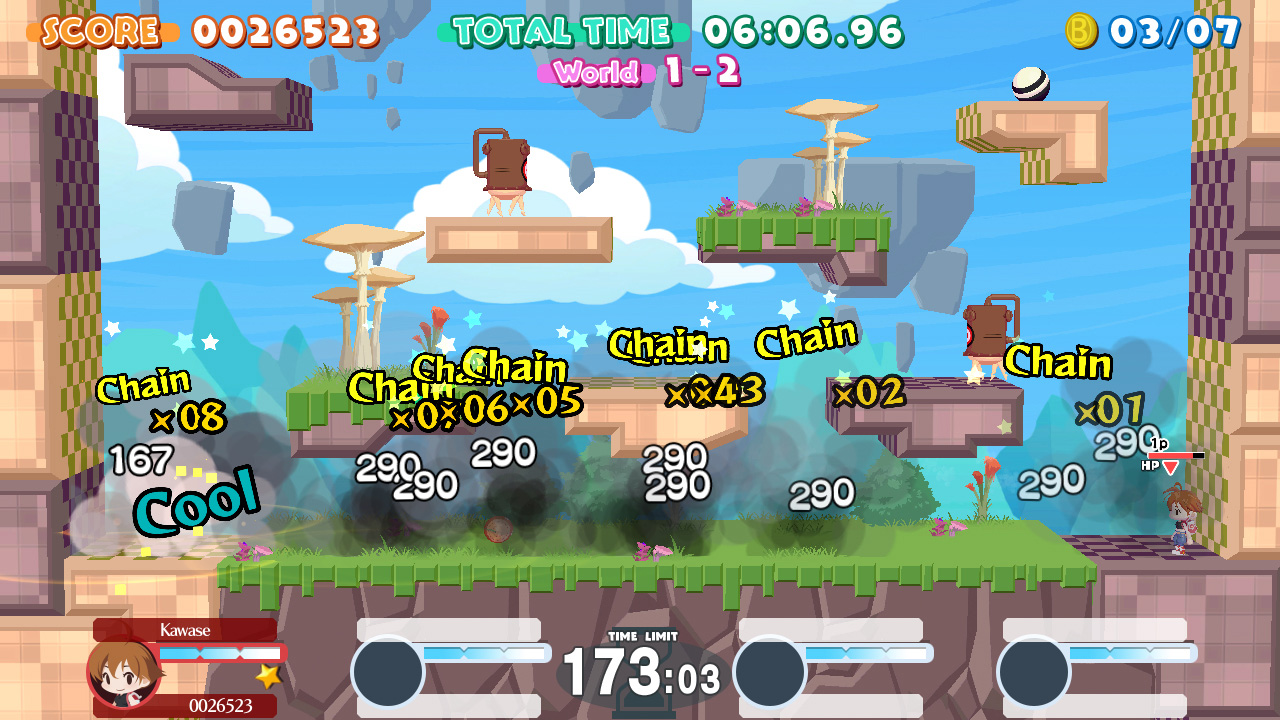 SCORE 0026523
TOTAL TIME 06:06.96
B 03/07
World 1-2
Chain ×08
Chain
Chain ×06
Chain ×05
Chain
Chain ×43
Chain ×02
Chain ×01
167
290
290
290
290
290
290
290
290
Cool
1p
HP
Kawase
0026523
TIME LIMIT
173:03